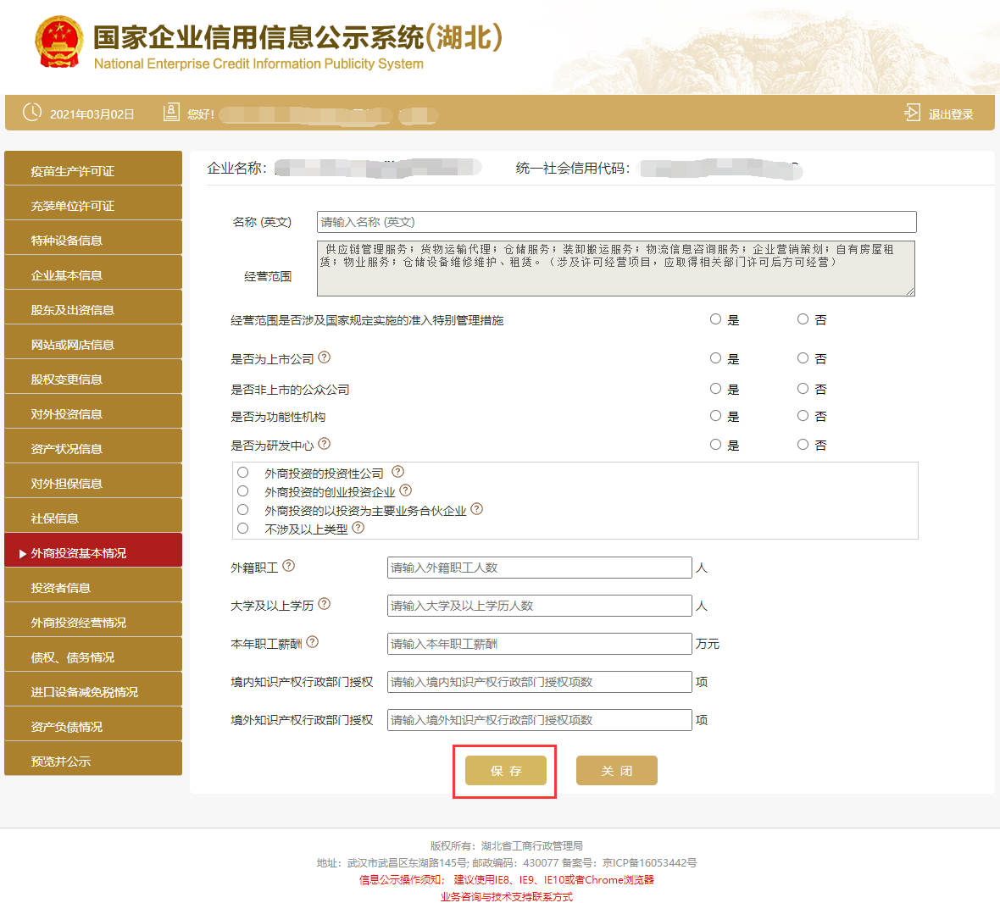 国家企业信用信息公示系统(湖北)
National Enterprise Credit Information Publicity System
2021年03月02日 您好! 退出登录
疫苗生产许可证
充装单位许可证
特种设备信息
企业基本信息
股东及出资信息
网站或网店信息
股权变更信息
对外投资信息
资产状况信息
对外担保信息
社保信息
外商投资基本情况
投资者信息
外商投资经营情况
债权、债务情况
进口设备减免税情况
资产负债情况
预览并公示
企业名称： 统一社会信用代码：
名称 (英文) 请输入名称 (英文)
经营范围
供应链管理服务；货物运输代理；仓储服务；装卸搬运服务；物流信息咨询服务；企业营销策划；自有房屋租
赁；物业服务；仓储设备维修维护、租赁。（涉及许可经营项目，应取得相关部门许可后方可经营）
经营范围是否涉及国家规定实施的准入特别管理措施 是 否
是否为上市公司 ? 是 否
是否非上市的公众公司 是 否
是否为功能性机构 是 否
是否为研发中心 ? 是 否
外商投资的投资性公司 ?
外商投资的创业投资企业 ?
外商投资的以投资为主要业务合伙企业 ?
不涉及以上类型 ?
外籍职工 ? 请输入外籍职工人数 人
大学及以上学历 ? 请输入大学及以上学历人数 人
本年职工薪酬 ? 请输入本年职工薪酬 万元
境内知识产权行政部门授权 请输入境内知识产权行政部门授权项数 项
境外知识产权行政部门授权 请输入境外知识产权行政部门授权项数 项
保 存 关 闭
版权所有：湖北省工商行政管理局
地址：武汉市武昌区东湖路145号; 邮政编码：430077 备案号：京ICP备16053442号
信息公示操作须知； 建议使用IE8、IE9、IE10或者Chrome浏览器
业务咨询与技术支持联系方式